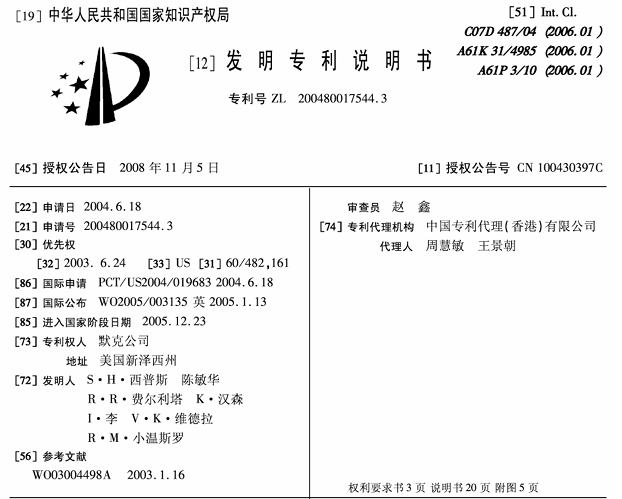 [19] 中华人民共和国国家知识产权局
[51] Int. Cl.
C07D 487/04 (2006.01)
A61K 31/4985 (2006.01)
A61P 3/10 (2006.01)
[12] 发明专利说明书
专利号 ZL 200480017544.3
[45] 授权公告日 2008 年 11 月 5 日
[11] 授权公告号 CN 100430397C
[22] 申请日 2004.6.18
[21] 申请号 200480017544.3
[30] 优先权
[32] 2003. 6.24 [33] US [31] 60/482,161
[86] 国际申请 PCT/US2004/019683 2004.6.18
[87] 国际公布 WO2005/003135 英 2005.1.13
[85] 进入国家阶段日期 2005.12.23
[73] 专利权人 默克公司
地址 美国新泽西州
[72] 发明人 S·H·西普斯 陈敏华
R·R·费尔利塔 K·汉森
I·李 V·K·维德拉
R·M·小温斯罗
[56] 参考文献
WO03004498A 2003.1.16
审查员 赵鑫
[74] 专利代理机构 中国专利代理(香港)有限公司
代理人 周慧敏 王景朝
权利要求书 3 页 说明书 20 页 附图 5 页